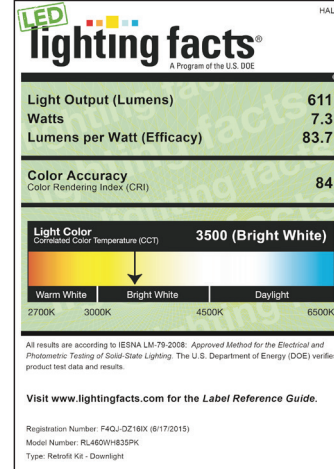 HAL
LED
lighting facts®
A Program of the U.S. DOE
Light Output (Lumens) 611
Watts 7.3
Lumens per Watt (Efficacy) 83.7
Color Accuracy 84
Color Rendering Index (CRI)
Light Color 3500 (Bright White)
Correlated Color Temperature (CCT)
Warm White Bright White Daylight
2700K 3000K 4500K 6500K
All results are according to IESNA LM-79-2008: Approved Method for the Electrical and
Photometric Testing of Solid-State Lighting. The U.S. Department of Energy (DOE) verifie
product test data and results.
Visit www.lightingfacts.com for the Label Reference Guide.
Registration Number: F4QJ-DZ16IX (6/17/2015)
Model Number: RL460WH835PK
Type: Retrofit Kit - Downlight